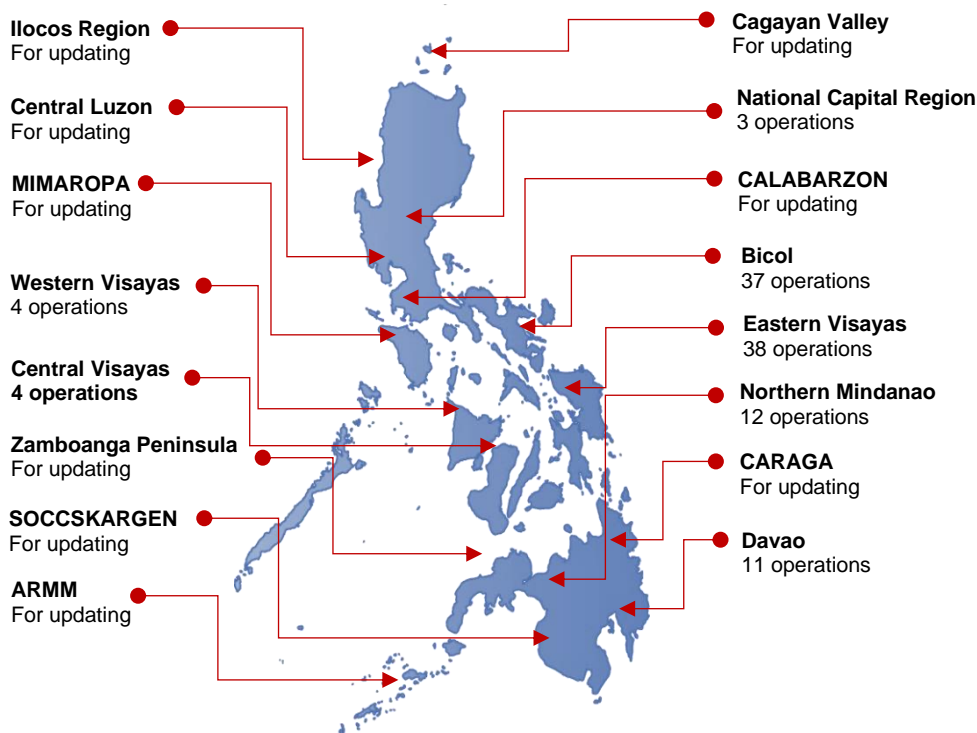 Ilocos Region
For updating
Central Luzon
For updating
MIMAROPA
For updating
Western Visayas
4 operations
Central Visayas
4 operations
Zamboanga Peninsula
For updating
SOCCSKARGEN
For updating
ARMM
For updating
Cagayan Valley
For updating
National Capital Region
3 operations
CALABARZON
For updating
Bicol
37 operations
Eastern Visayas
38 operations
Northern Mindanao
12 operations
CARAGA
For updating
Davao
11 operations